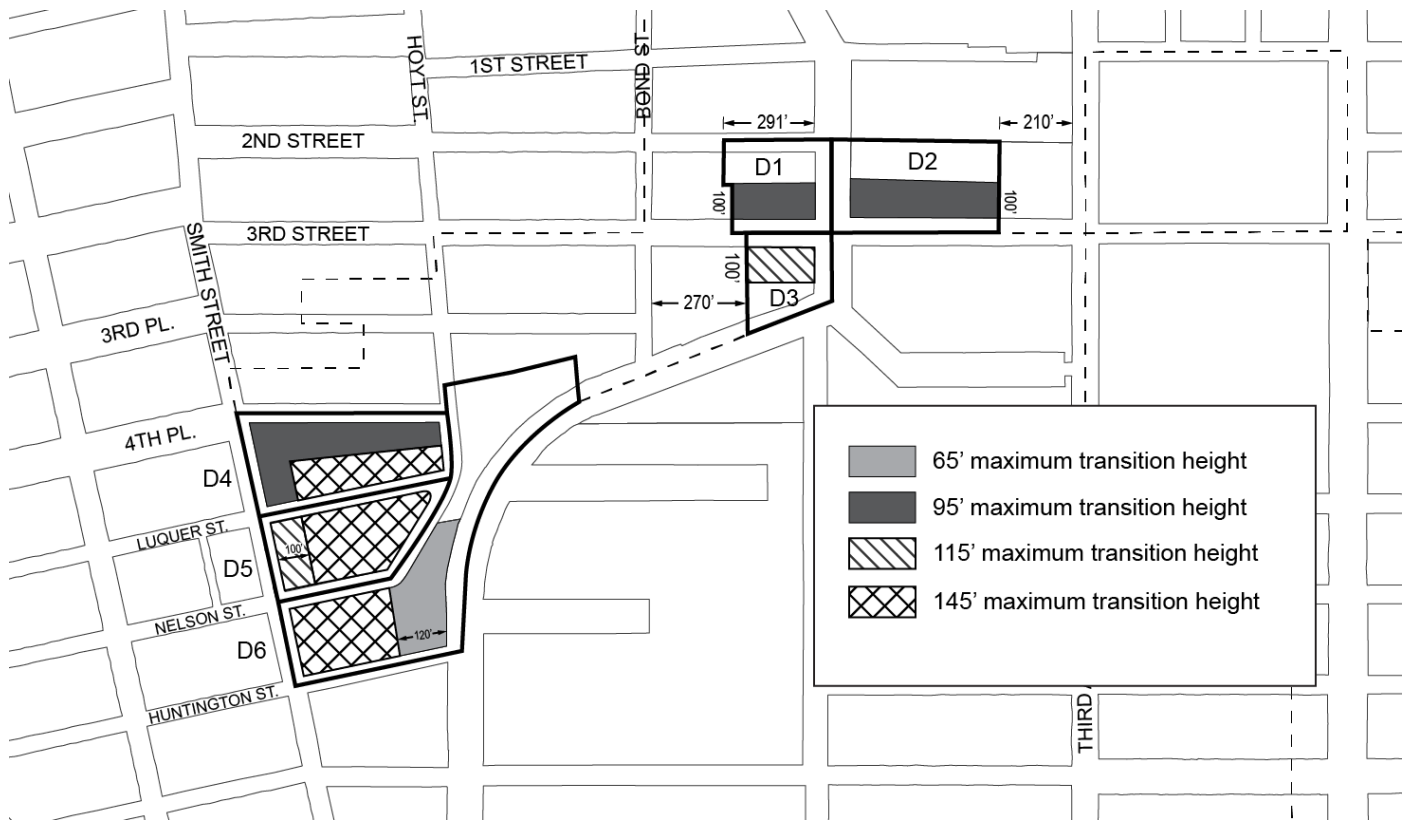 HOYT ST.
1ST STREET
BOND ST
2ND STREET
291'
210'
D1
D2
100'
100'
SMITH STREET
3RD STREET
100'
D3
270'
3RD PL.
4TH PL.
D4
65' maximum transition height
95' maximum transition height
115' maximum transition height
145' maximum transition height
LUQUER ST.
100'
D5
NELSON ST.
120'
D6
HUNTINGTON ST.
THIRD